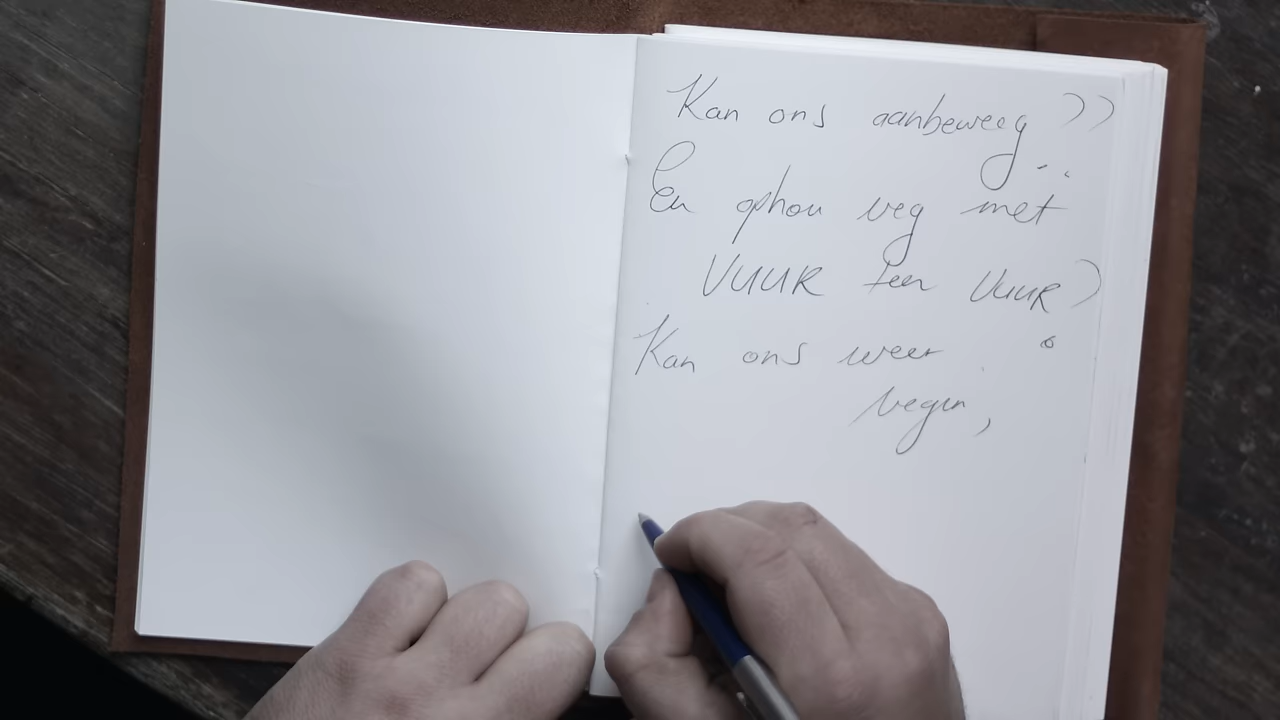 Kan ons aanbeweeg??
En ophou veg met
VUUR teen VUUR?
Kan ons weer
begin,